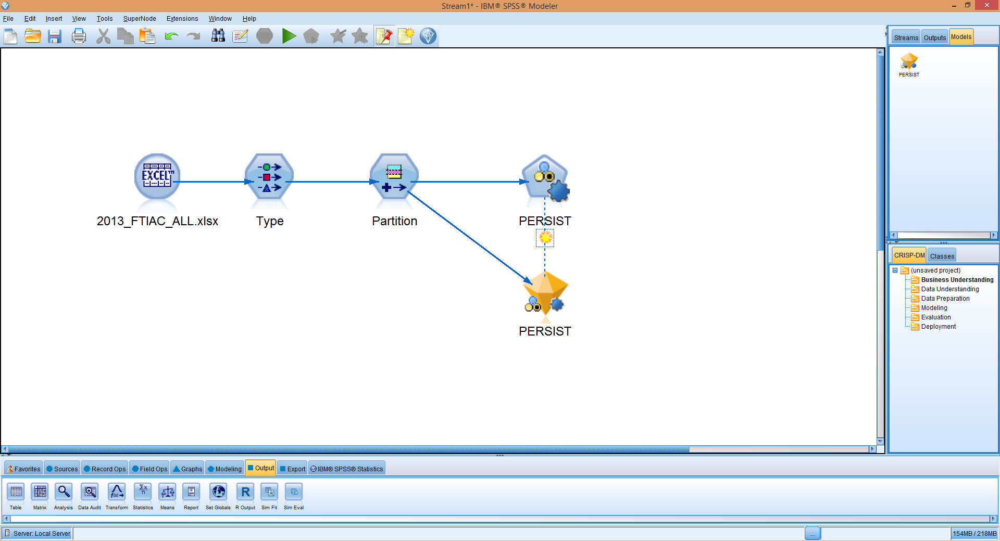 Stream1* - IBM® SPSS® Modeler
File Edit Insert View Tools SuperNode Extensions Window Help
Streams Outputs Models
PERSIST
EXCEL™
2013_FTIAC_ALL.xlsx
Type
Partition
PERSIST
PERSIST
CRISP-DM Classes
(unsaved project)
Business Understanding
Data Understanding
Data Preparation
Modeling
Evaluation
Deployment
Favorites Sources Record Ops Field Ops Graphs Modeling Output Export IBM® SPSS® Statistics
f(x) Σx n R
Table Matrix Analysis Data Audit Transform Statistics Means Report Set Globals R Output Sim Fit Sim Eval
Server: Local Server ... 154MB / 218MB